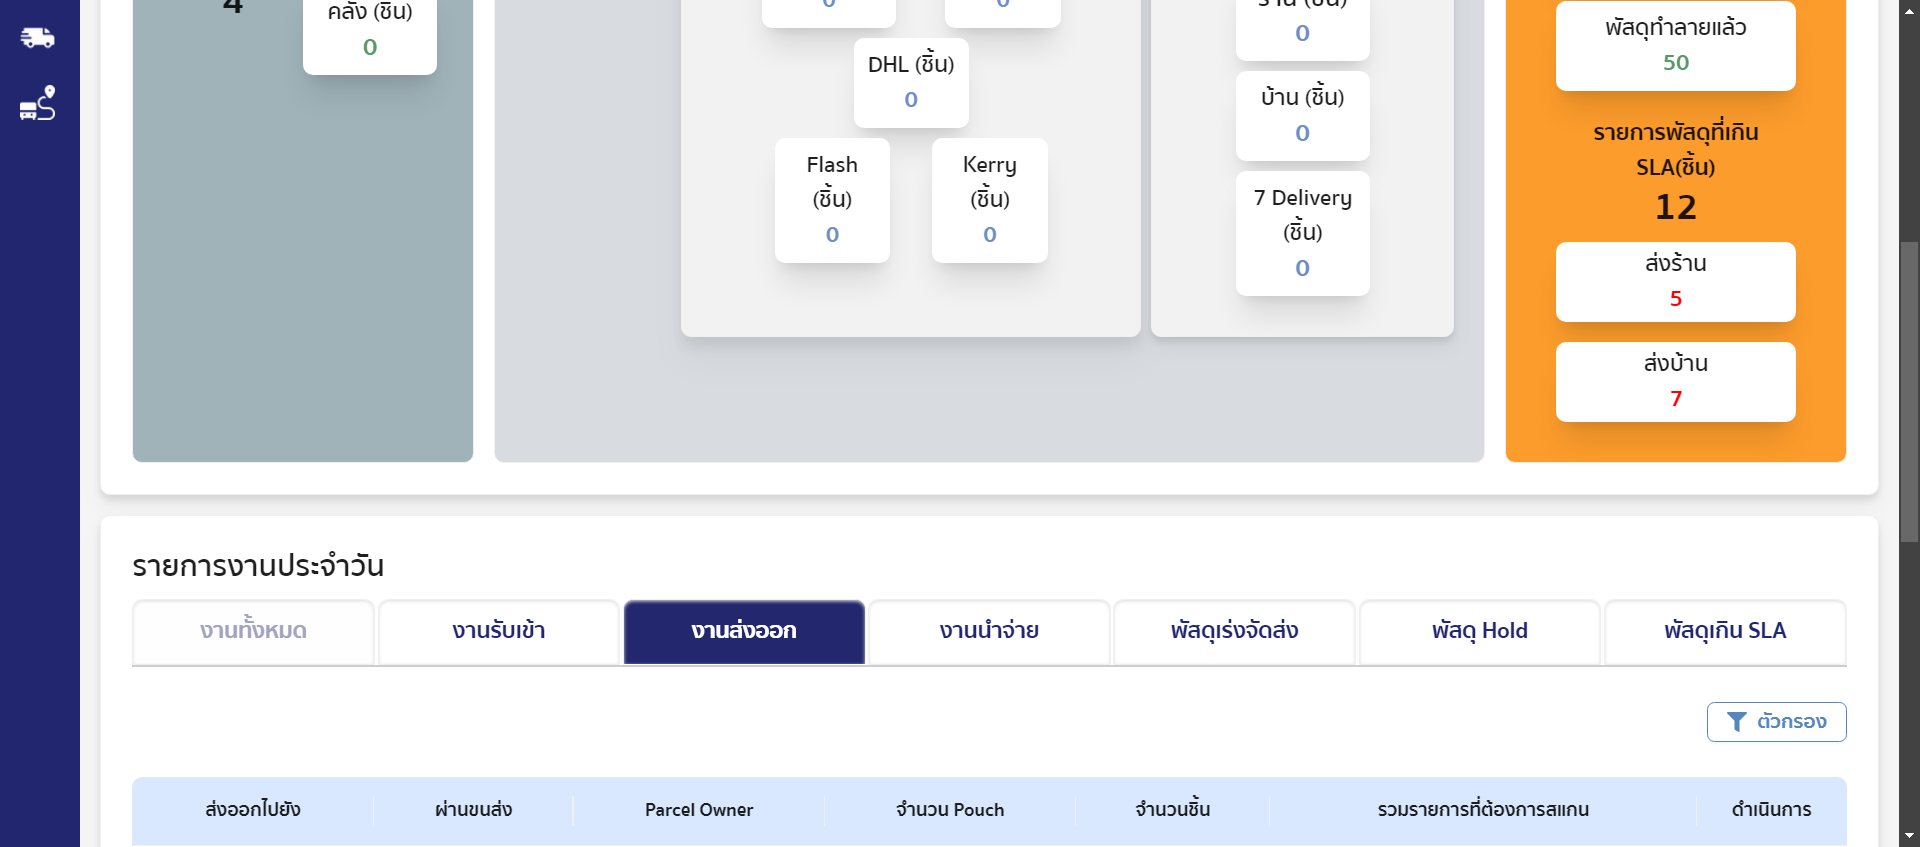 4
คลัง (ชิ้น)
0
0
0
DHL (ชิ้น)
0
Flash
(ชิ้น)
0
Kerry
(ชิ้น)
0
ร้าน (ชิ้น)
0
บ้าน (ชิ้น)
0
7 Delivery
(ชิ้น)
0
พัสดุทำลายแล้ว
50
รายการพัสดุที่เกิน
SLA(ชิ้น)
12
ส่งร้าน
5
ส่งบ้าน
7
รายการงานประจำวัน
งานทั้งหมด
งานรับเข้า
งานส่งออก
งานนำจ่าย
พัสดุเร่งจัดส่ง
พัสดุ Hold
พัสดุเกิน SLA
ตัวกรอง
ส่งออกไปยัง
ผ่านขนส่ง
Parcel Owner
จำนวน Pouch
จำนวนชิ้น
รวมรายการที่ต้องการสแกน
ดำเนินการ